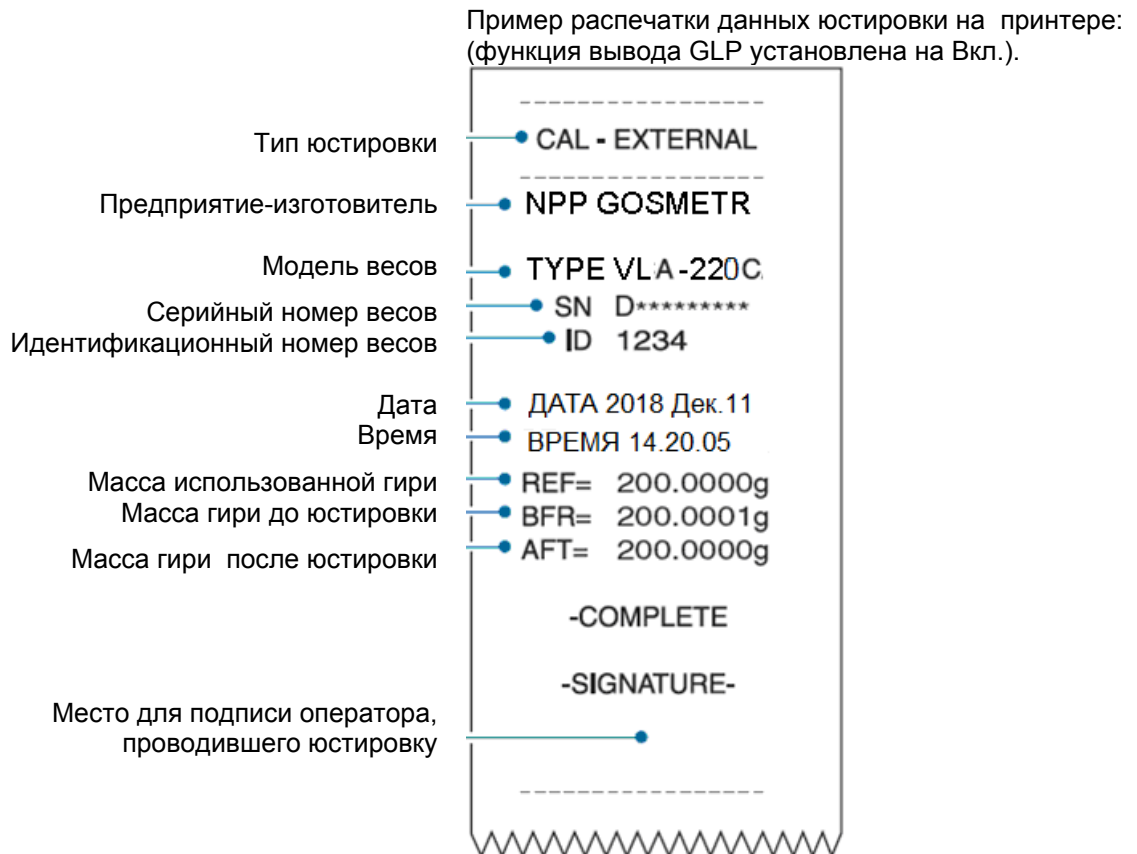 Пример распечатки данных юстировки на принтере:
(функция вывода GLP установлена на Вкл.).
Тип юстировки
CAL - EXTERNAL
Предприятие-изготовитель
NPP GOSMETR
Модель весов
TYPE VLA-220C
Серийный номер весов
SN D*********
Идентификационный номер весов
ID 1234
Дата
ДАТА 2018 Дек.11
Время
ВРЕМЯ 14.20.05
Масса использованной гири
REF= 200.0000g
Масса гири до юстировки
BFR= 200.0001g
Масса гири после юстировки
AFT= 200.0000g
-COMPLETE
-SIGNATURE-
Место для подписи оператора,
проводившего юстировку